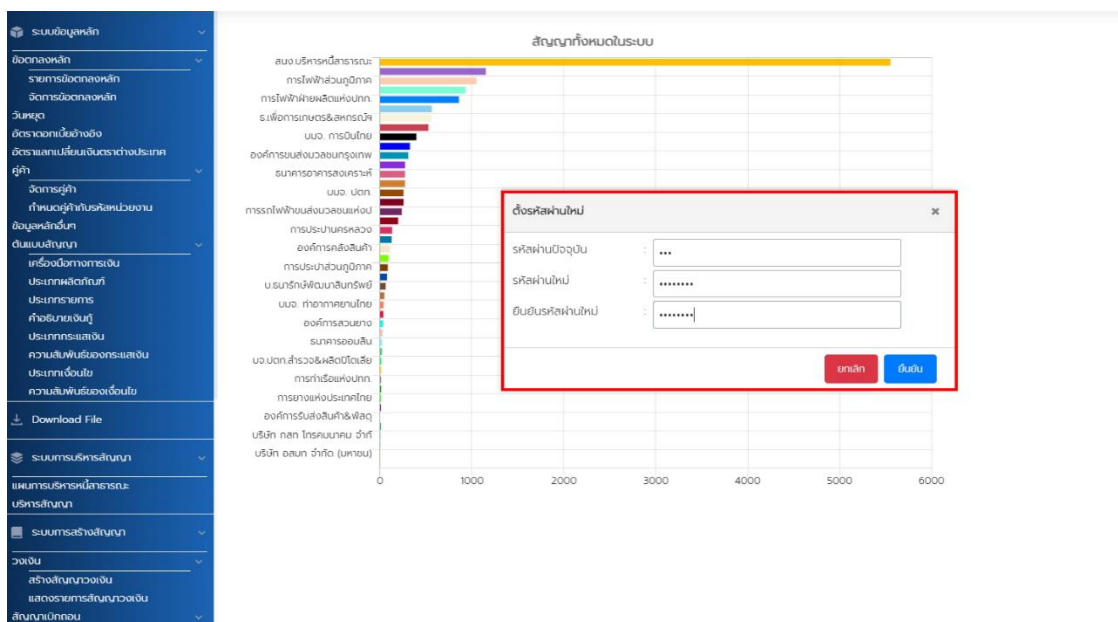 ระบบข้อมูลหลัก
ข้อตกลงหลัก
รายการข้อตกลงหลัก
จัดการข้อตกลงหลัก
วันหยุด
อัตราดอกเบี้ยอ้างอิง
อัตราแลกเปลี่ยนเงินตราต่างประเทศ
คู่ค้า
จัดการคู่ค้า
กำหนดคู่ค้ากับรหัสหน่วยงาน
ข้อมูลหลักอื่นๆ
ต้นแบบสัญญา
เครื่องมือทางการเงิน
ประเภทผลิตภัณฑ์
ประเภทรายการ
คำอธิบายเงินกู้
ประเภทกระแสเงิน
ความสัมพันธ์ของกระแสเงิน
ประเภทเงื่อนไข
ความสัมพันธ์ของเงื่อนไข
Download File
ระบบการบริหารสัญญา
แผนการบริหารหนี้สาธารณะ
บริหารสัญญา
ระบบการสร้างสัญญา
วงเงิน
สร้างสัญญาวงเงิน
แสดงรายการสัญญาวงเงิน
สัญญาเบิกถอน
สัญญาทั้งหมดในระบบ
สนง.บริหารหนี้สาธารณะ
การไฟฟ้าส่วนภูมิภาค
การไฟฟ้าฝ่ายผลิตแห่งปทท.
ธ.เพื่อการเกษตร&สหกรณ์ฯ
บมจ. การบินไทย
องค์การขนส่งมวลชนกรุงเทพ
ธนาคารอาคารสงเคราะห์
บมจ. ปตท.
การรถไฟฟ้าขนส่งมวลชนแห่งป
การประปานครหลวง
องค์การคลังสินค้า
การประปาส่วนภูมิภาค
บ.ธนารักษ์พัฒนาสินทรัพย์
บมจ. ท่าอากาศยานไทย
องค์การสวนยาง
ธนาคารออมสิน
บจ.ปตท.สำรวจ&ผลิตปิโตเลีย
การท่าเรือแห่งปทท.
การยางแห่งประเทศไทย
องค์การรับส่งสินค้า&พัสดุ
บริษัท กสท โทรคมนาคม จำกั
บริษัท อสมท จำกัด (มหาชน)
0 1000 2000 3000 4000 5000 6000
ตั้งรหัสผ่านใหม่
รหัสผ่านปัจจุบัน :
รหัสผ่านใหม่ :
ยืนยันรหัสผ่านใหม่ :
ยกเลิก ยืนยัน